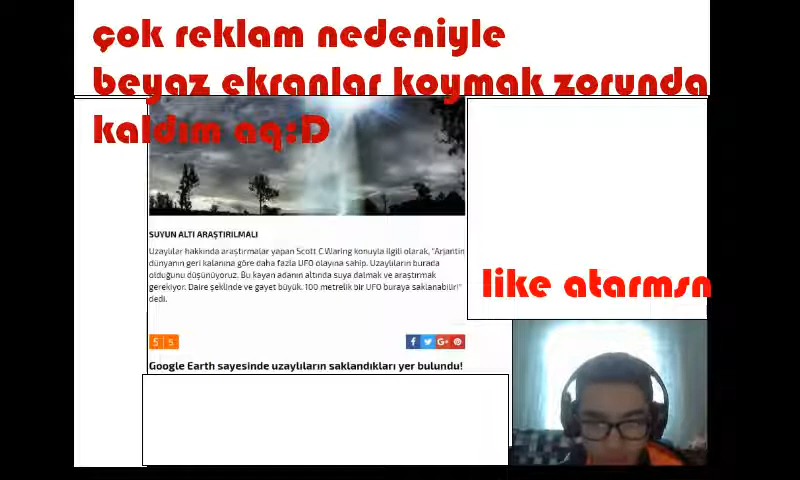 çok reklam nedeniyle
beyaz ekranlar koymak zorunda
kaldım aq:D
SUYUN ALTI ARAŞTIRILMALI
Uzaylılar hakkında araştırmalar yapan Scott C.Waring konuyla ilgili olarak, "Arjantin
dünyanın geri kalanına göre daha fazla UFO olayına sahip. Uzaylıların burada
olduğunu düşünüyoruz. Bu kayan adanın altında suya dalmak ve araştırmak
gerekiyor. Daire şeklinde ve gayet büyük. 100 metrelik bir UFO buraya saklanabilir!"
dedi.
like atarmsn
5 5
f G+
Google Earth sayesinde uzaylıların saklandıkları yer bulundu!